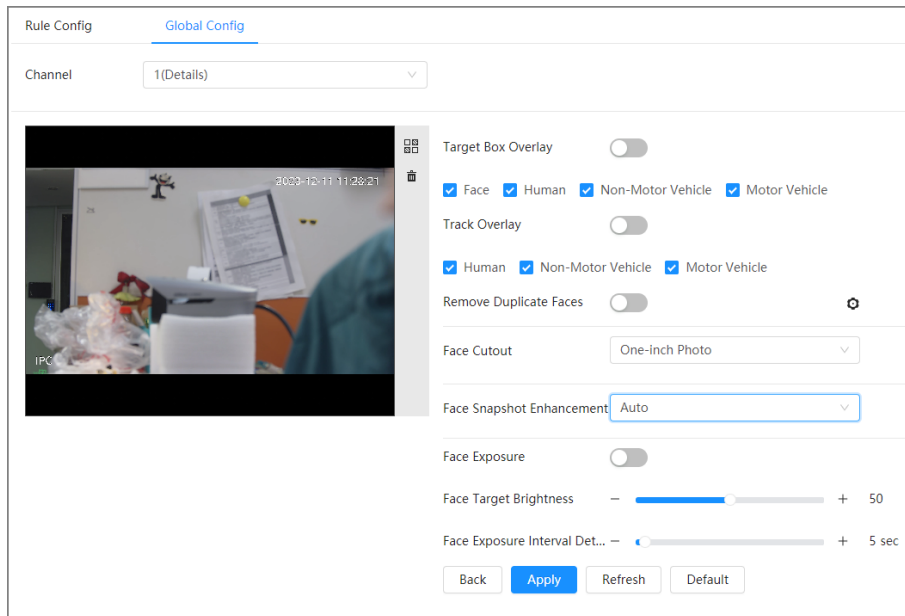 Rule Config Global Config
Channel 1(Details)
2023-12-11 11:28:21
26
IPC
Target Box Overlay
Face Human Non-Motor Vehicle Motor Vehicle
Track Overlay
Human Non-Motor Vehicle Motor Vehicle
Remove Duplicate Faces
Face Cutout One-inch Photo
Face Snapshot Enhancement Auto
Face Exposure
Face Target Brightness − + 50
Face Exposure Interval Det... − + 5 sec
Back Apply Refresh Default